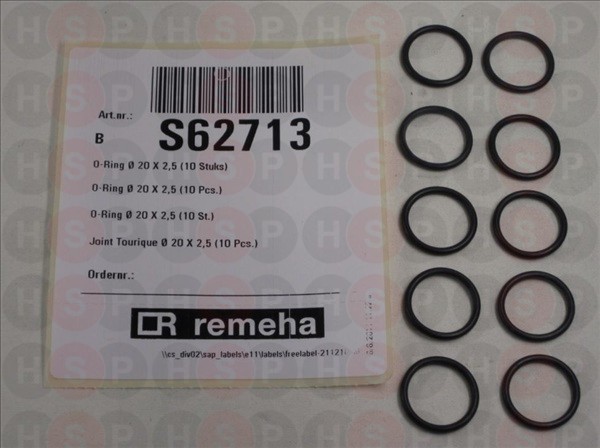 Art.nr.:
B S62713
O-Ring Ø 20 X 2,5 (10 Stuks)
O-Ring Ø 20 X 2,5 (10 Pcs.)
O-Ring Ø 20 X 2,5 (10 St.)
Joint Tourique Ø 20 X 2,5 (10 Pcs.)
Ordernr.:
remeha
HSP